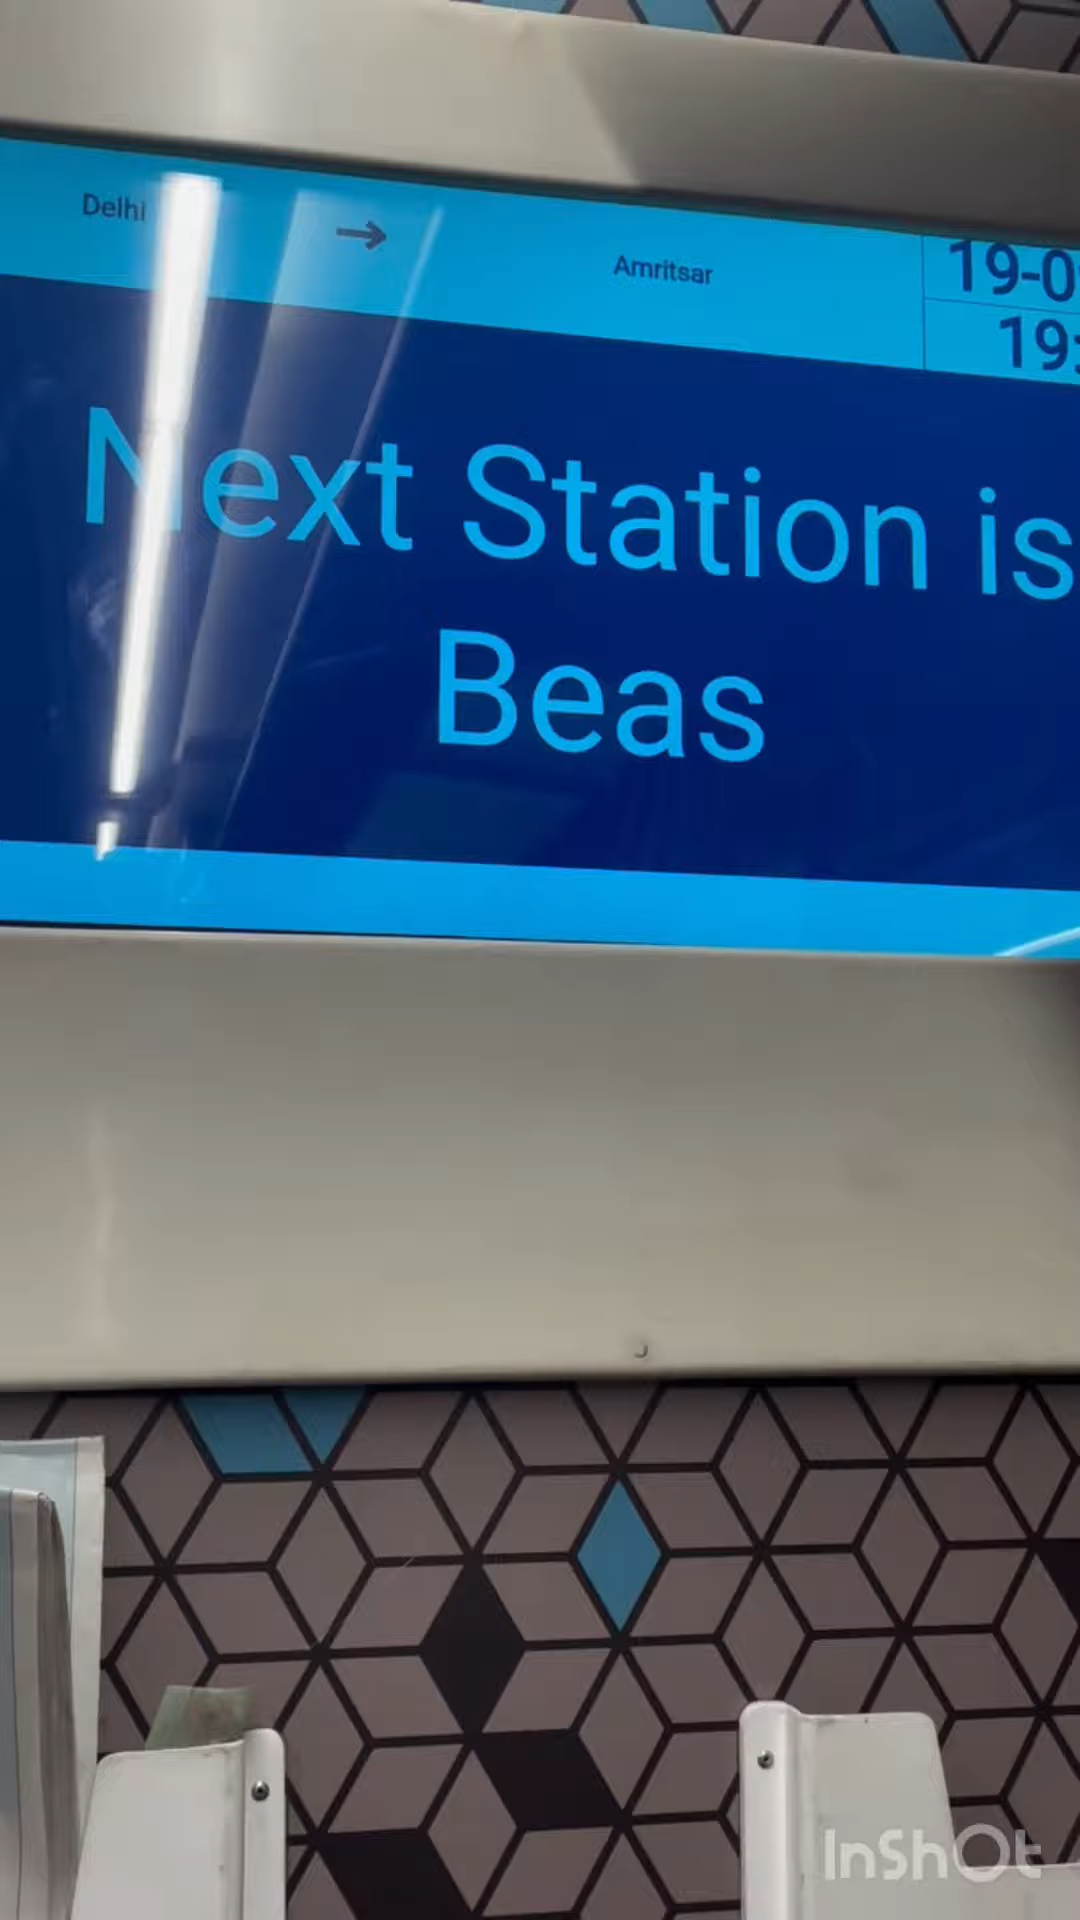 Delhi → Amritsar
19-0
19:
Next Station is
Beas
InShOt